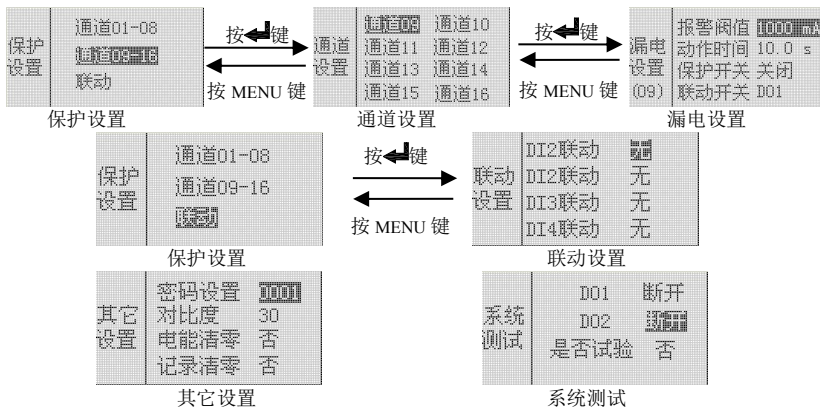 保护
设置
通道01-08
通道09-16
联动
按 键
按 MENU 键
通道
设置
通道09 通道10
通道11 通道12
通道13 通道14
通道15 通道16
按 键
按 MENU 键
漏电
设置
(09)
报警阀值 1000 mA
动作时间 10.0 s
保护开关 关闭
联动开关 DO1
保护设置
通道设置
漏电设置
保护
设置
通道01-08
通道09-16
联动
按 键
按 MENU 键
联动
设置
DI2联动 无
DI2联动 无
DI3联动 无
DI4联动 无
保护设置
联动设置
其它
设置
密码设置 0001
对比度 30
电能清零 否
记录清零 否
系统
测试
DO1 断开
DO2 断开
是否试验 否
其它设置
系统测试